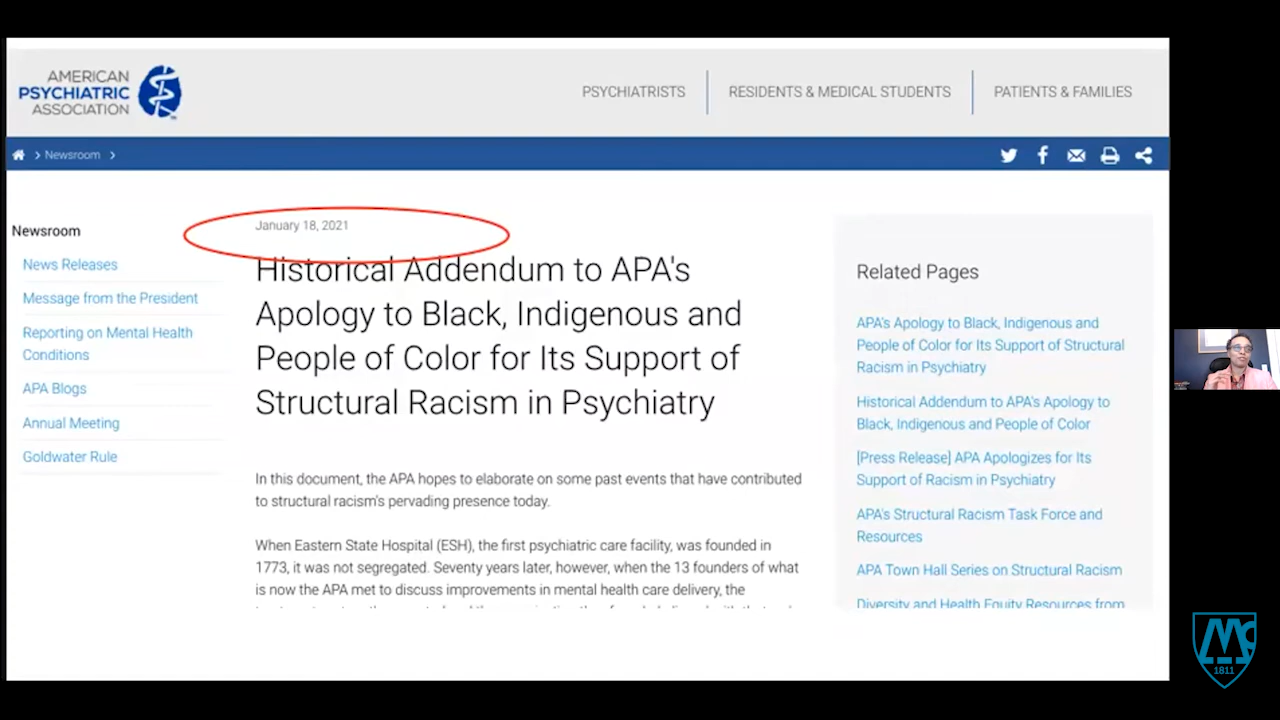 AMERICAN
PSYCHIATRIC
ASSOCIATION
PSYCHIATRISTS
RESIDENTS & MEDICAL STUDENTS
PATIENTS & FAMILIES
Newsroom
Newsroom
News Releases
Message from the President
Reporting on Mental Health
Conditions
APA Blogs
Annual Meeting
Goldwater Rule
January 18, 2021
Historical Addendum to APA's
Apology to Black, Indigenous and
People of Color for Its Support of
Structural Racism in Psychiatry
In this document, the APA hopes to elaborate on some past events that have contributed
to structural racism's pervading presence today.
When Eastern State Hospital (ESH), the first psychiatric care facility, was founded in
1773, it was not segregated. Seventy years later, however, when the 13 founders of what
is now the APA met to discuss improvements in mental health care delivery, the
Related Pages
APA's Apology to Black, Indigenous and
People of Color for Its Support of Structural
Racism in Psychiatry
Historical Addendum to APA's Apology to
Black, Indigenous and People of Color
[Press Release] APA Apologizes for Its
Support of Racism in Psychiatry
APA's Structural Racism Task Force and
Resources
APA Town Hall Series on Structural Racism
Diversity and Health Equity Resources from
1811